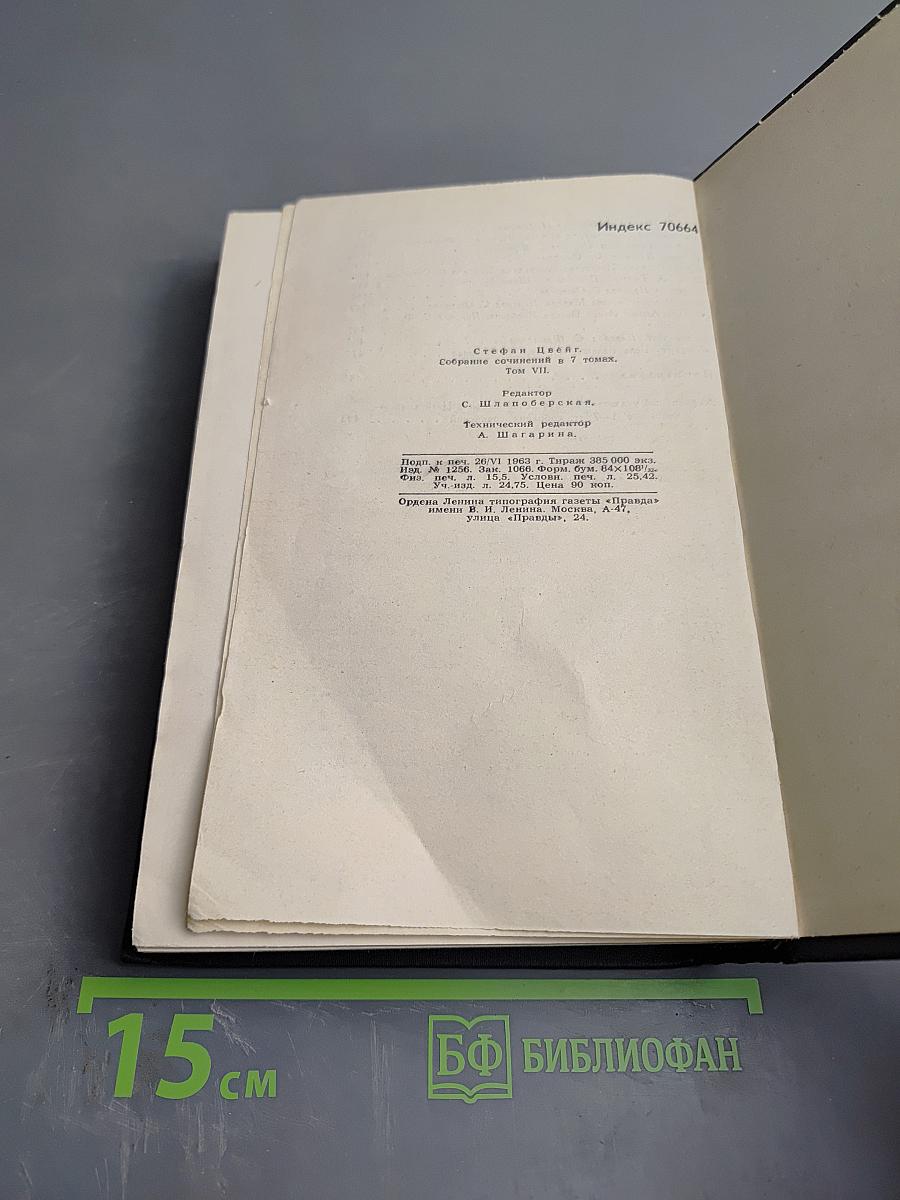 Индекс 70664
Стефан Цвейг.
Собрание сочинений в 7 томах.
Том VII.
Редактор
С. Шлапоберская.
Технический редактор
А. Шагарина.
Подп. к печ. 26/VI 1963 г. Тираж 385 000 экз.
Изд. № 1256. Зак. 1066. Форм. бум. 84×108¹/₃₂.
Физ. печ. л. 15,5. Условн. печ. л. 25,42.
Уч.-изд. л. 24,75. Цена 90 коп.
Ордена Ленина типография газеты «Правда»
имени В. И. Ленина. Москва, А-47,
улица «Правды», 24.
15 см
БФ БИБЛИОФАН